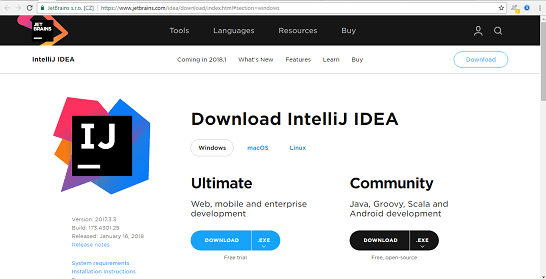 JetBrains s.r.o. [CZ] https://www.jetbrains.com/idea/download/index.html#section=windows
JET
BRAINS
Tools Languages Resources Buy
IntelliJ IDEA Coming in 2018.1 What's New Features Learn Buy Download
IJ
Download IntelliJ IDEA
Windows macOS Linux
Ultimate
Web, mobile and enterprise
development
DOWNLOAD .EXE
Free trial
Community
Java, Groovy, Scala and
Android development
DOWNLOAD .EXE
Free, open-source
Version: 2017.3.3
Build: 173.4301.25
Released: January 16, 2018
Release notes
System requirements
Installation Instructions